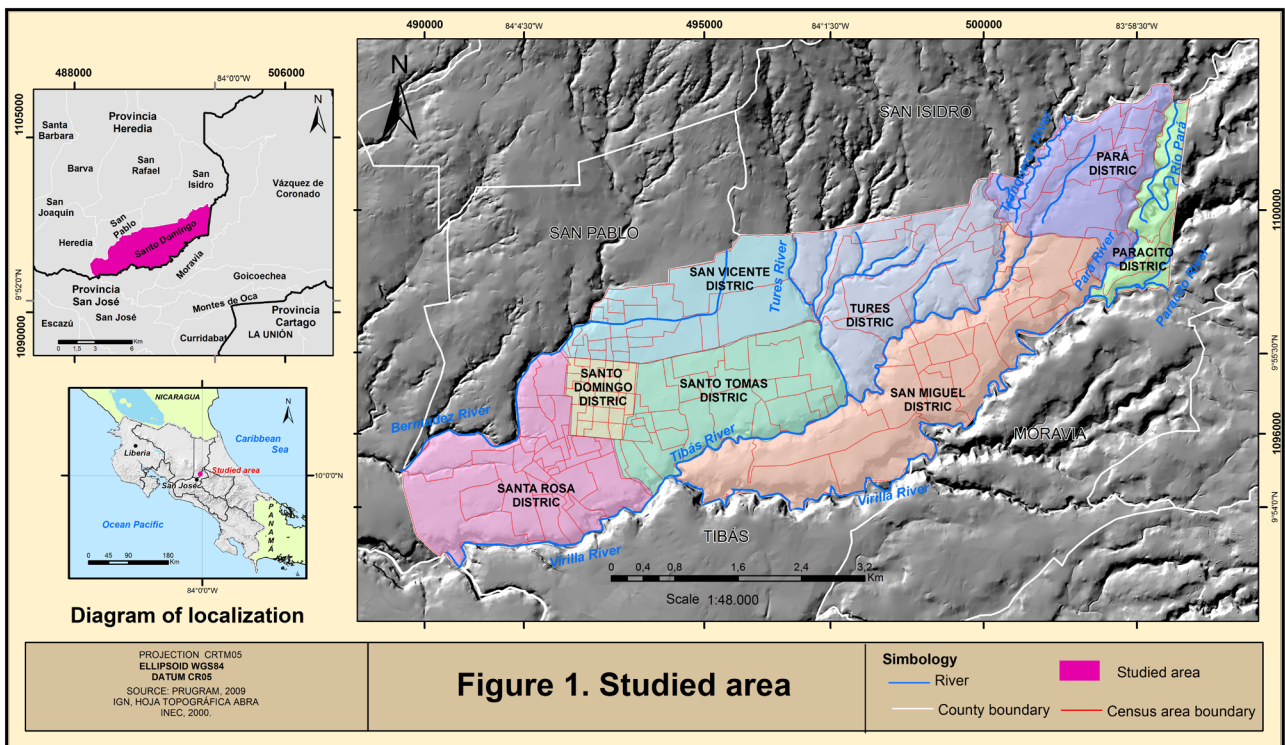 490000
84°4'30"W
495000
84°1'30"W
500000
83°58'30"W
488000
84°0'0"W
506000
1105000
1090000
9°52'0"N
N
Provincia
Heredia
Santa
Barbara
Barva
San
Rafael
San
Isidro
Vázquez de
Coronado
San
Joaquín
San
Pablo
Heredia
Santo Domingo
Moravia
Goicoechea
Provincia
San José
San José
Montes de Oca
Escazú
Curridabat
Provincia
Cartago
LA UNIÓN
0 1,5 3 6
Km
N
NICARAGUA
Caribbean
Sea
Liberia
Studied area
San José
10°0'0"N
Ocean Pacific
PANAMÁ
0 45 90 180
Km
84°0'0"W
Diagram of localization
N
SAN ISIDRO
SAN PABLO
Tranqueras River
PARÁ
DISTRIC
Río Pará
PARACITO
DISTRIC
Pará River
Paracito River
SAN VICENTE
DISTRIC
Tures River
TURES
DISTRIC
SANTO
DOMINGO
DISTRIC
SANTO TOMAS
DISTRIC
SAN MIGUEL
DISTRIC
Bermúdez River
Tibás River
MORAVIA
SANTA ROSA
DISTRIC
Virilla River
Virilla River
TIBÁS
0 0,4 0,8 1,6 2,4 3,2
Km
Scale 1:48.000
1100000
9°55'30"N
1096000
9°54'0"N
PROJECTION CRTM05
ELLIPSOID WGS84
DATUM CR05
SOURCE: PRUGRAM, 2009
IGN, HOJA TOPOGRÁFICA ABRA
INEC, 2000.
Figure 1. Studied area
Simbology
River
Studied area
County boundary
Census area boundary